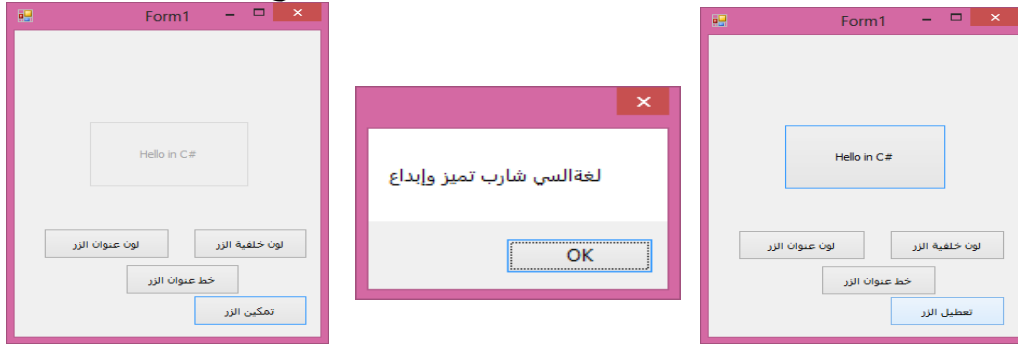 Form1
Hello in C#
لون عنوان الزر
لون خلفية الزر
خط عنوان الزر
تمكين الزر
لغةالسي شارب تميز وإبداع
OK
Form1
Hello in C#
لون عنوان الزر
لون خلفية الزر
خط عنوان الزر
تعطيل الزر